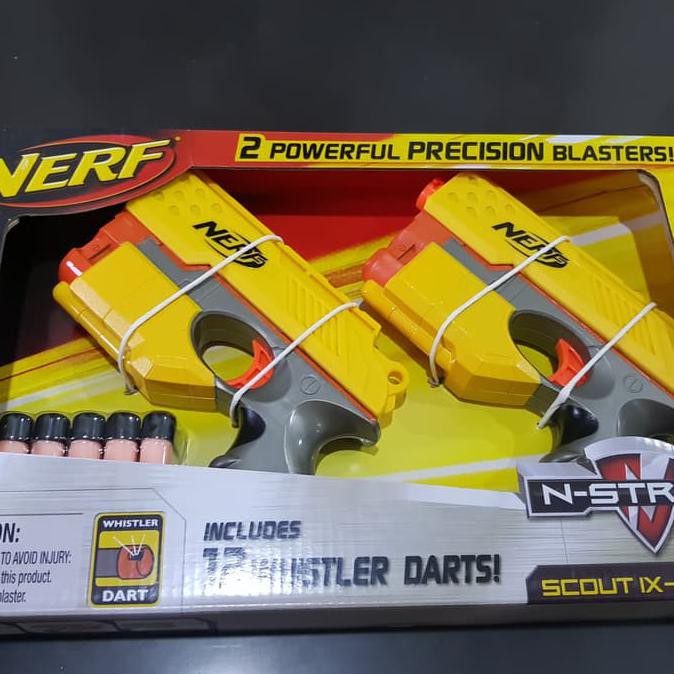 NERF
2 POWERFUL PRECISION BLASTERS!
NERF
NERF
N-STR
ON:
TO AVOID INJURY:
this product.
blaster.
WHISTLER
DART
INCLUDES
12 WHISTLER DARTS!
SCOUT IX-